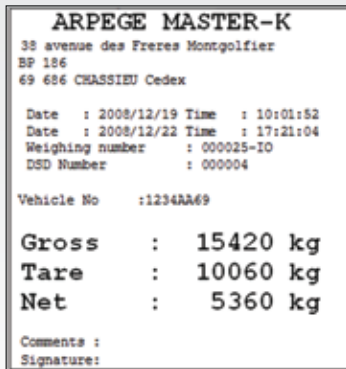 ARPEGE MASTER-K
38 avenue des Freres Montgolfier
BP 186
69 686 CHASSIEU Cedex
Date : 2008/12/19 Time : 10:01:52
Date : 2008/12/22 Time : 17:21:04
Weighing number : 000025-IO
DSD Number : 000004
Vehicle No :1234AA69
Gross : 15420 kg
Tare : 10060 kg
Net : 5360 kg
Comments :
Signature: